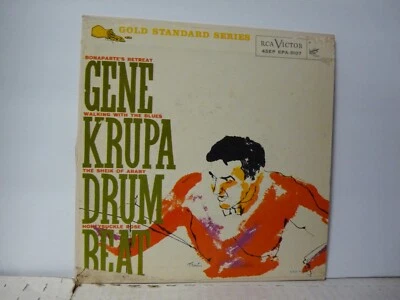 GOLD STANDARD SERIES
RCA VICTOR
BONAPARTE'S RETREAT
GENE
WALKING WITH THE BLUES
KRUPA
THE SHEIK OF ARABY
DRUM
HONEYSUCKLE ROSE
BEAT